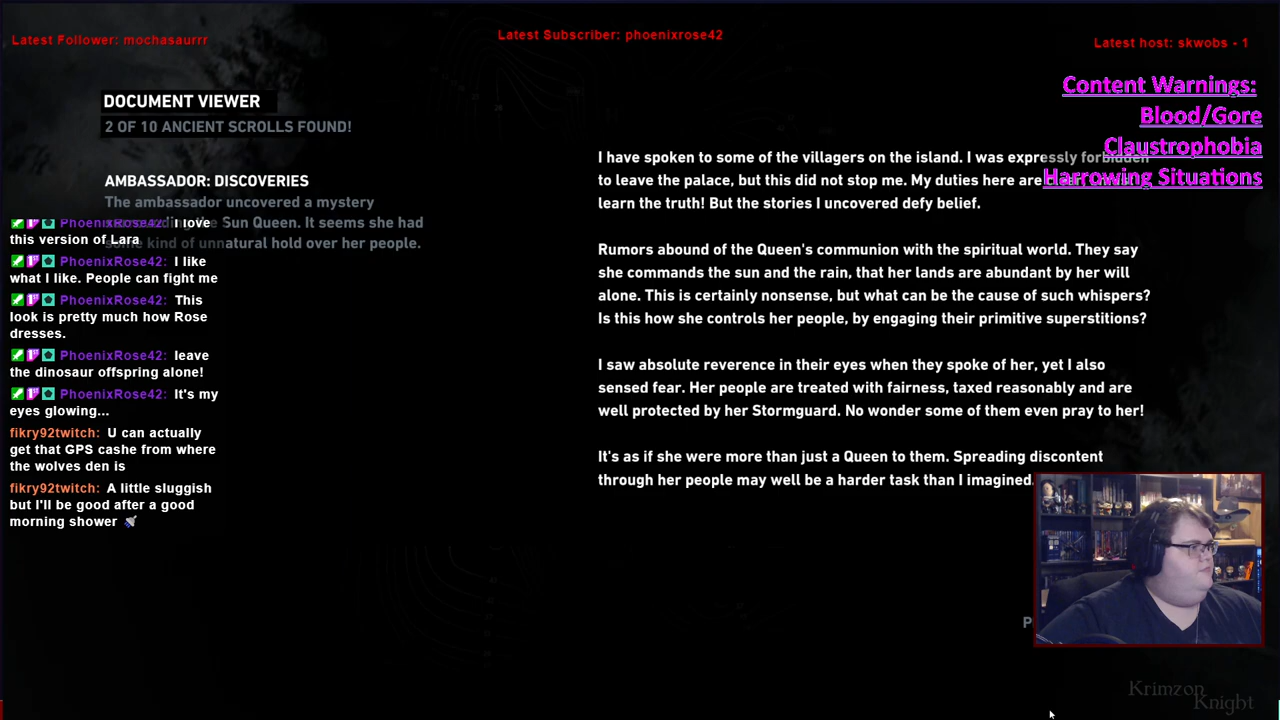 Latest Follower: mochasaurrr
Latest Subscriber: phoenixrose42
Latest host: skwobs - 1
Content Warnings:
Blood/Gore
Claustrophobia
Harrowing Situations
DOCUMENT VIEWER
2 OF 10 ANCIENT SCROLLS FOUND!
AMBASSADOR: DISCOVERIES
The ambassador uncovered a mystery
the Sun Queen. It seems she had
some kind of unnatural hold over her people.
PhoenixRose42: I love
this version of Lara
PhoenixRose42: I like
what I like. People can fight me
PhoenixRose42: This
look is pretty much how Rose
dresses.
PhoenixRose42: leave
the dinosaur offspring alone!
PhoenixRose42: It's my
eyes glowing...
fikry92twitch: U can actually
get that GPS cashe from where
the wolves den is
fikry92twitch: A little sluggish
but I'll be good after a good
morning shower
I have spoken to some of the villagers on the island. I was expressly forbidden
to leave the palace, but this did not stop me. My duties here are
learn the truth! But the stories I uncovered defy belief.
Rumors abound of the Queen's communion with the spiritual world. They say
she commands the sun and the rain, that her lands are abundant by her will
alone. This is certainly nonsense, but what can be the cause of such whispers?
Is this how she controls her people, by engaging their primitive superstitions?
I saw absolute reverence in their eyes when they spoke of her, yet I also
sensed fear. Her people are treated with fairness, taxed reasonably and are
well protected by her Stormguard. No wonder some of them even pray to her!
It's as if she were more than just a Queen to them. Spreading discontent
through her people may well be a harder task than I imagined.
Krimzon
Knight